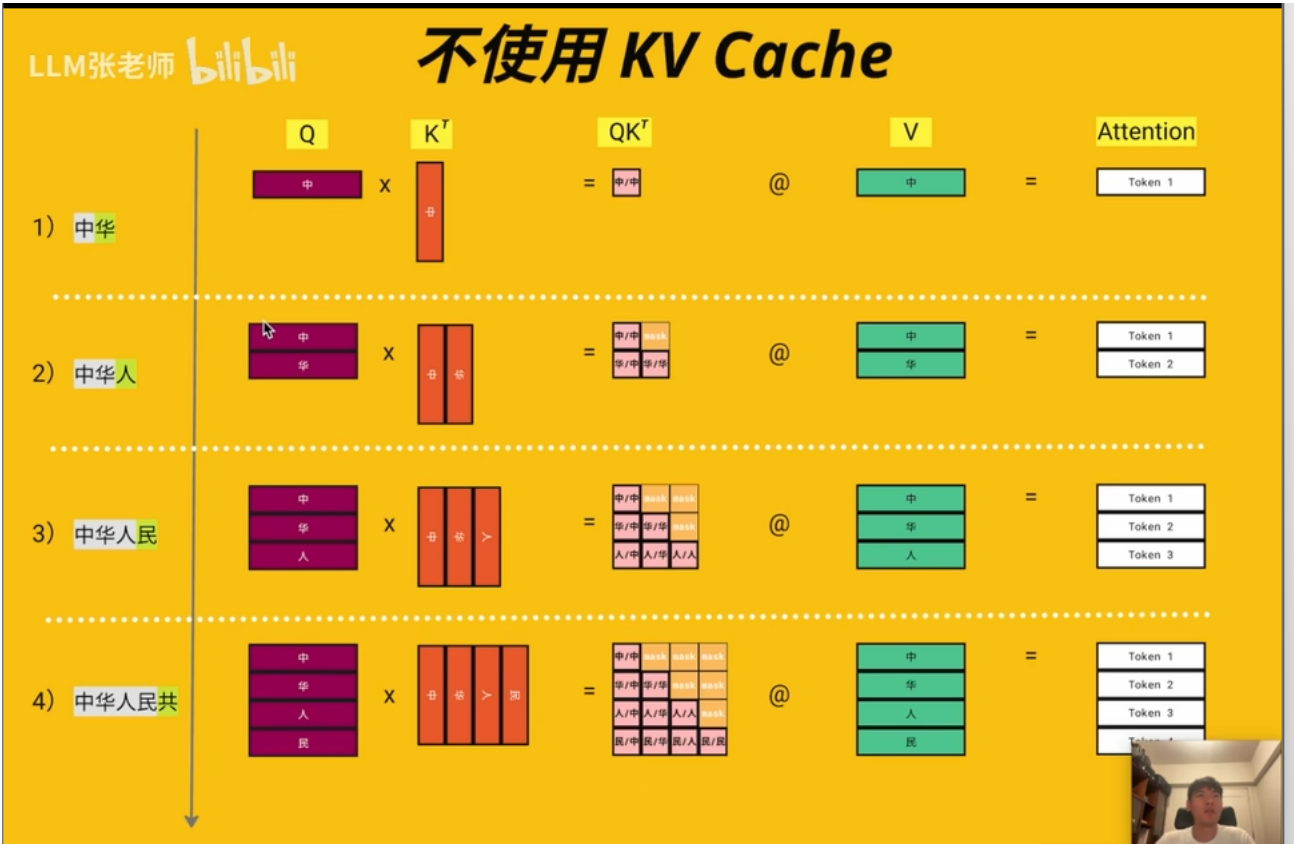 LLM张老师 bilibili
不使用 KV Cache
Q K^T QK^T V Attention
中 x 中 = 中/中 @ 中 = Token 1
1) 中华
中 中/中 mask 中 = Token 1
华 x 中 华 = 华/中 华/华 @ 华 Token 2
2) 中华人
中 中/中 mask mask 中 = Token 1
华 x 中 华 人 = 华/中 华/华 mask @ 华 Token 2
3) 中华人民
人 人/中 人/华 人/人 人 Token 3
中 中/中 mask mask mask 中 = Token 1
华 x 中 华 人 民 = 华/中 华/华 mask mask @ 华 Token 2
4) 中华人民共
人 人/中 人/华 人/人 mask 人 Token 3
民 民/中 民/华 民/人 民/民 民